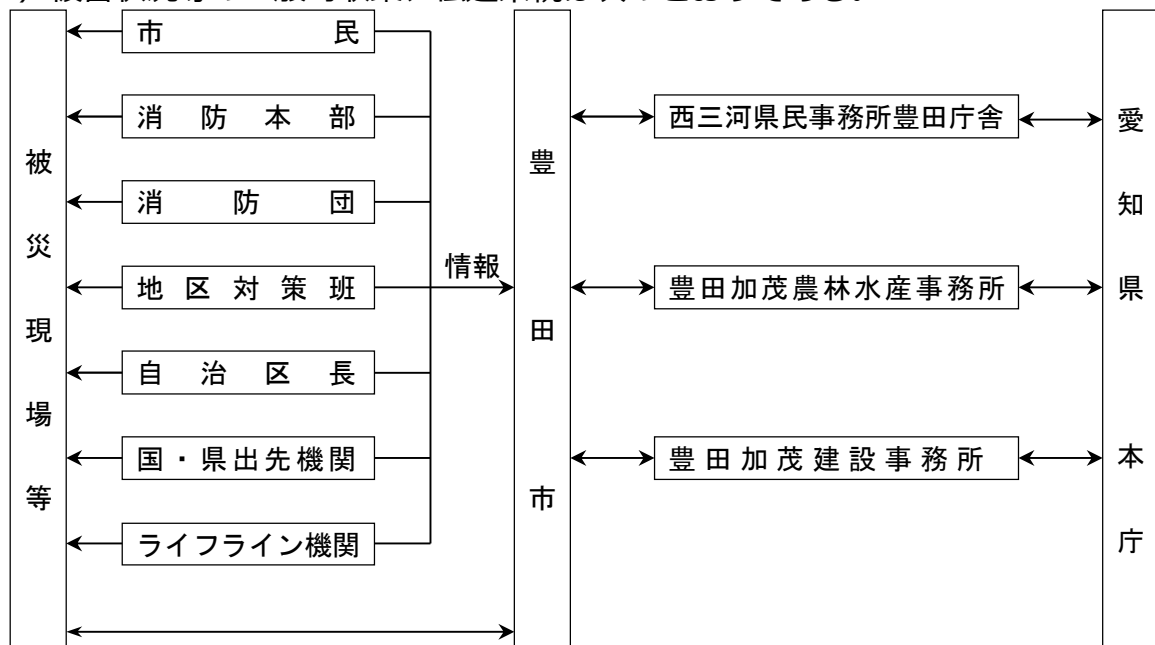 市民
消防本部
消防団
地区対策班
自治区長
国・県出先機関
ライフライン機関
被災現場等
情報
豊田市
西三河県民事務所豊田庁舎
豊田加茂農林水産事務所
豊田加茂建設事務所
愛知県本庁